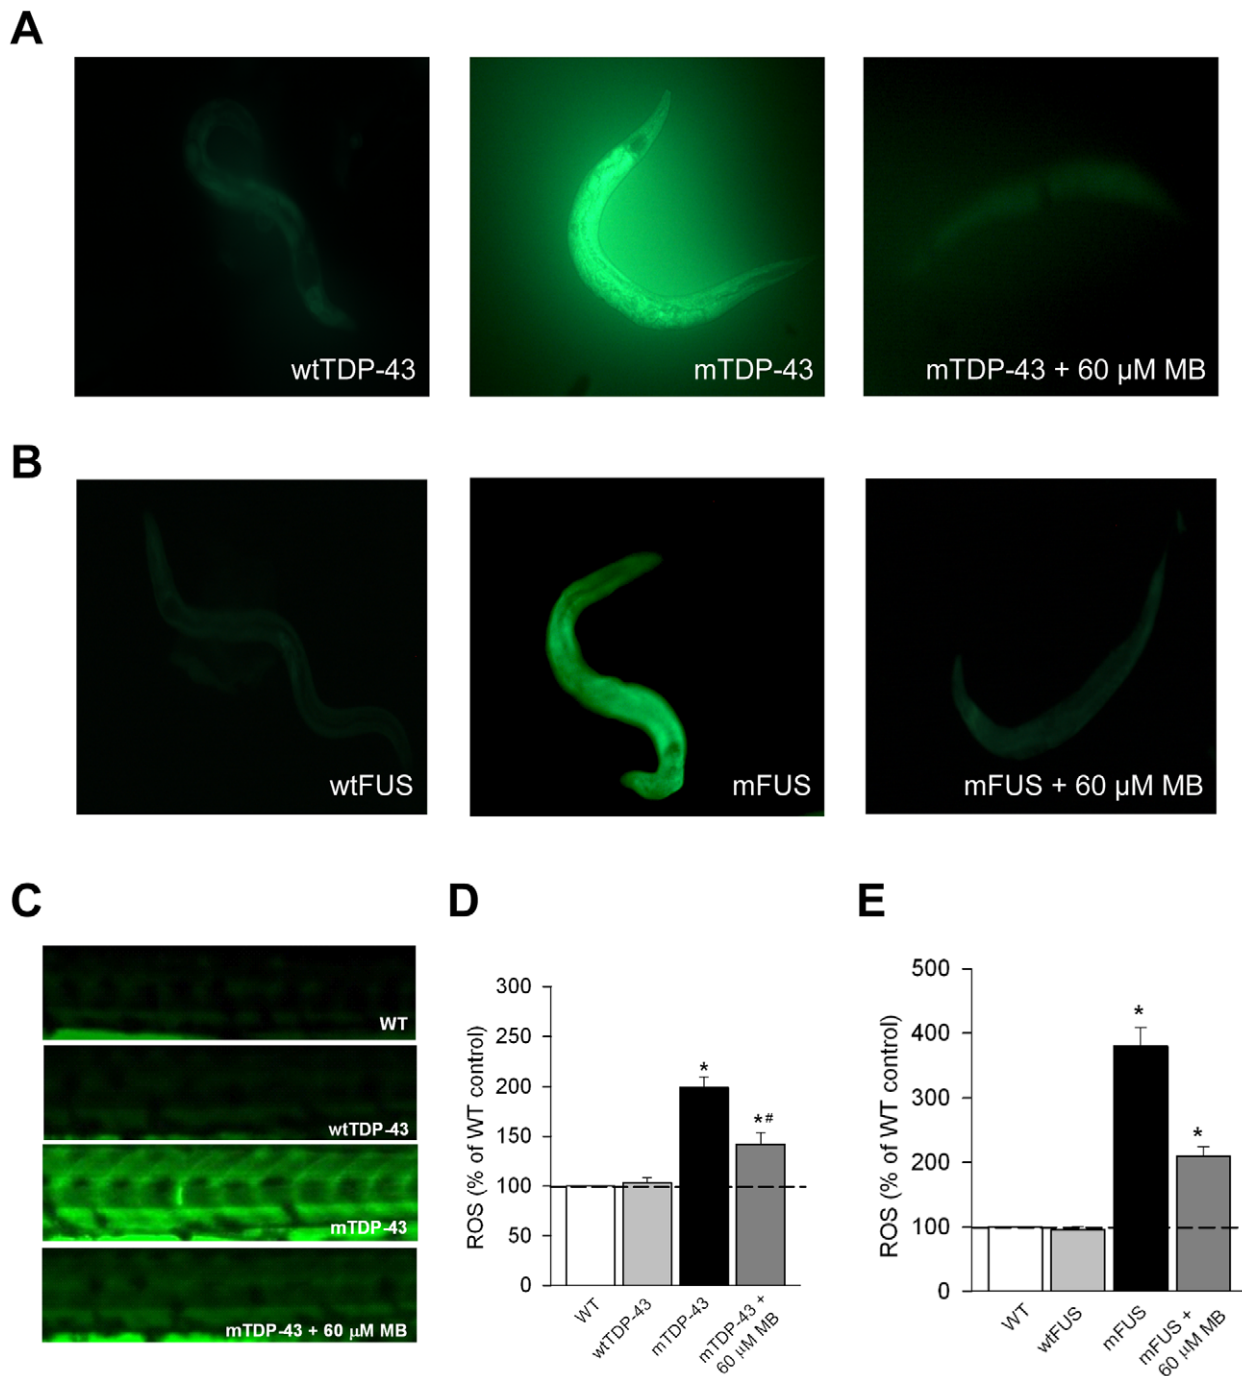 A
wtTDP-43
mTDP-43
mTDP-43 + 60 µM MB
B
wtFUS
mFUS
mFUS + 60 µM MB
C
WT
wtTDP-43
mTDP-43
mTDP-43 + 60 µM MB
D
ROS (% of WT control)
300
250
200
150
100
50
0
*
*#
WT
wtTDP-43
mTDP-43
mTDP-43 +
60 µM MB
E
ROS (% of WT control)
500
400
300
200
100
0
*
*
WT
wtFUS
mFUS
mFUS +
60 µM MB